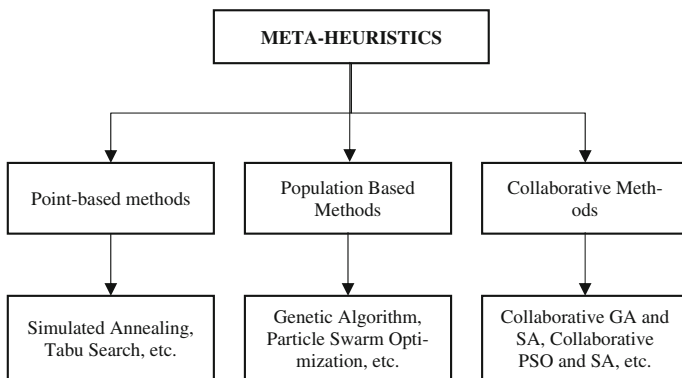 META-HEURISTICS
Point-based methods
Population Based
Methods
Collaborative Meth-
ods
Simulated Annealing,
Tabu Search, etc.
Genetic Algorithm,
Particle Swarm Opti-
mization, etc.
Collaborative GA and
SA, Collaborative
PSO and SA, etc.